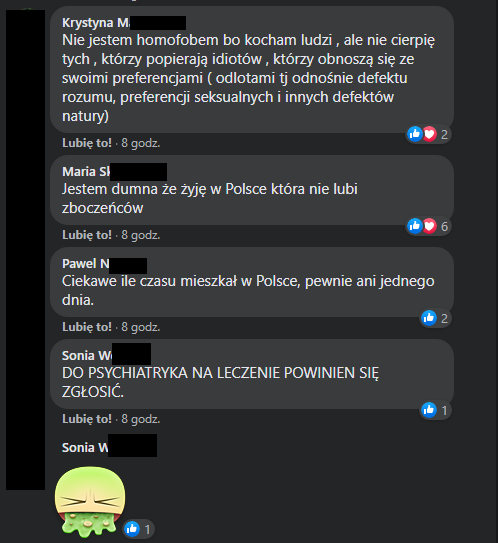 Krystyna M
Nie jestem homofobem bo kocham ludzi , ale nie cierpię
tych , którzy popierają idiotów , którzy obnoszą się ze
swoimi preferencjami ( odlotami tj odnośnie defektu
rozumu, preferencji seksualnych i innych defektów
natury)
2
Lubię to! · 8 godz.
Maria Sk
Jestem dumna że żyję w Polsce która nie lubi
zboczeńców
6
Lubię to! · 8 godz.
Pawel N
Ciekawe ile czasu mieszkał w Polsce, pewnie ani jednego
dnia.
2
Lubię to! · 8 godz.
Sonia W
DO PSYCHIATRYKA NA LECZENIE POWINIEN SIĘ
ZGŁOSIĆ.
1
Lubię to! · 8 godz.
Sonia W
1